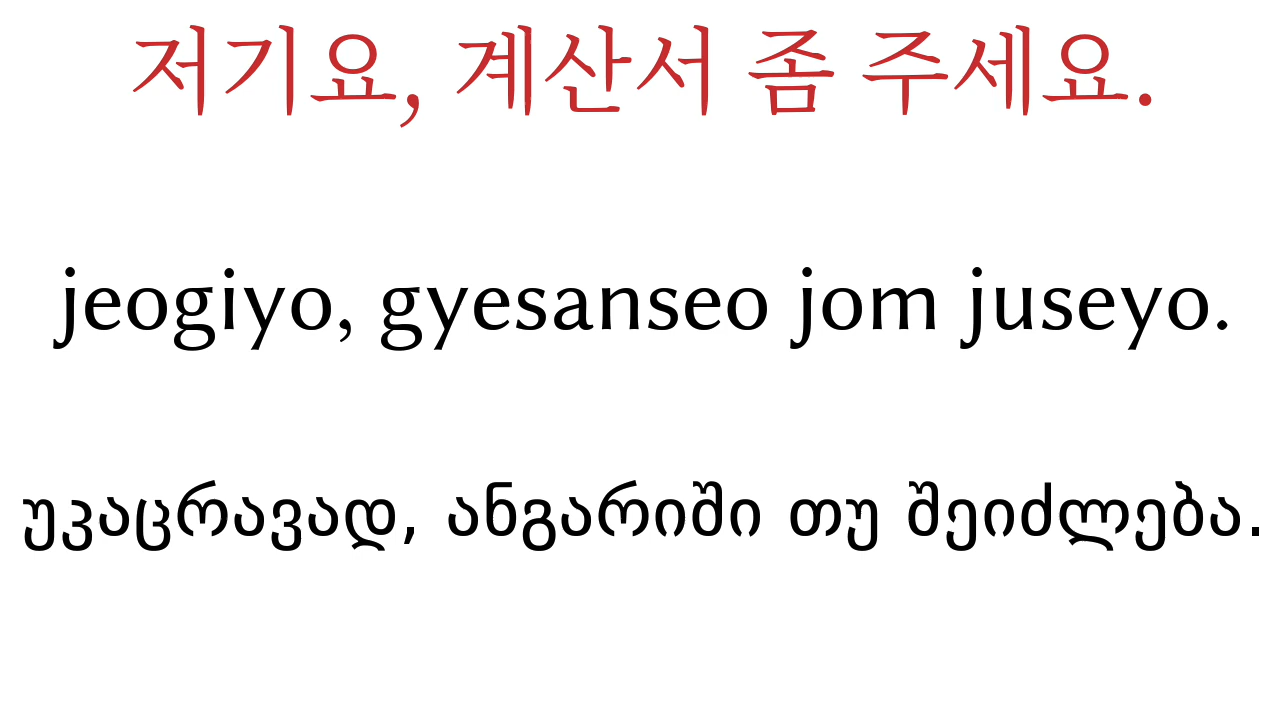 저기요, 계산서 좀 주세요.
jeogiyo, gyesanseo jom juseyo.
უკაცრავად, ანგარიში თუ შეიძლება.